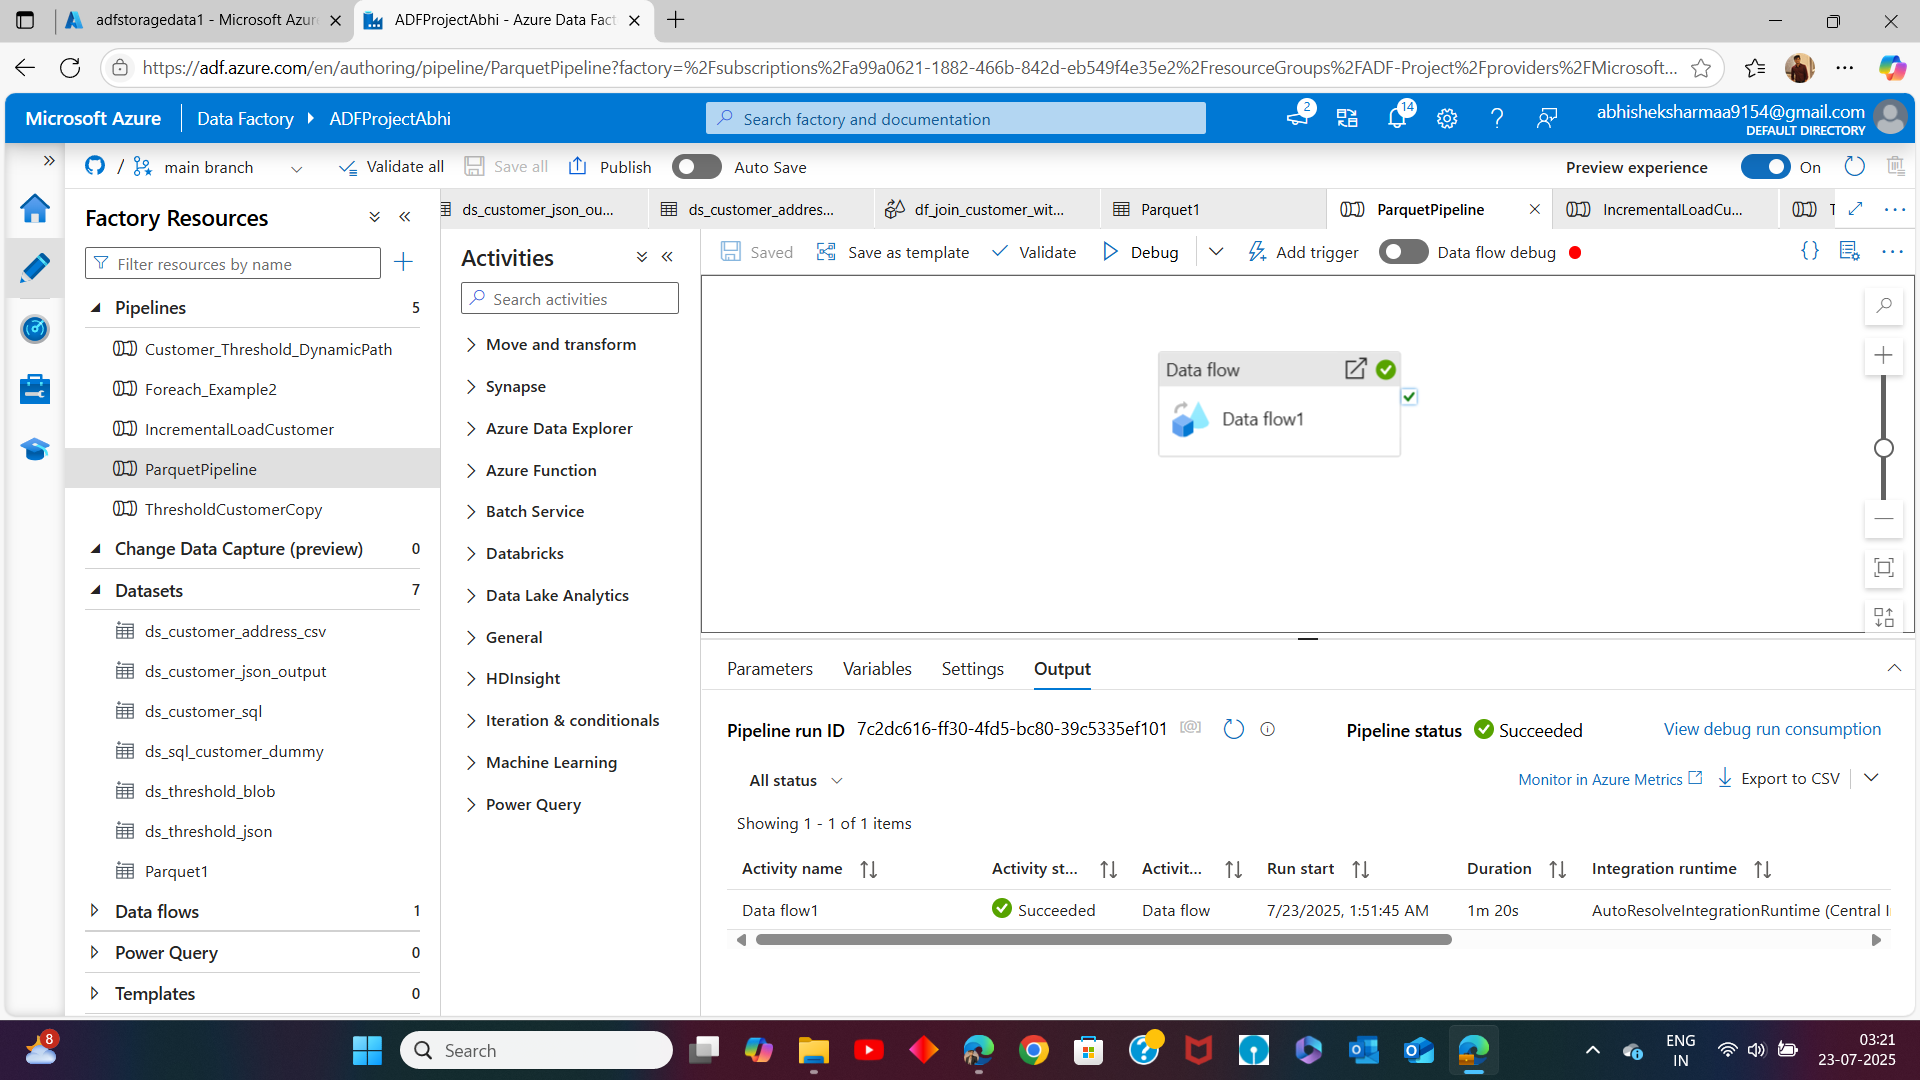 adfstoragedata1 - Microsoft Azur
ADFProjectAbhi - Azure Data Fact
https://adf.azure.com/en/authoring/pipeline/ParquetPipeline?factory=%2Fsubscriptions%2Fa99a0621-1882-466b-842d-eb549f4e35e2%2FresourceGroups%2FADF-Project%2Fproviders%2FMicrosoft...
Microsoft Azure
Data Factory
ADFProjectAbhi
Search factory and documentation
2
14
abhisheksharmaa9154@gmail.com
DEFAULT DIRECTORY
/ main branch
Validate all
Save all
Publish
Auto Save
Preview experience
On
Factory Resources
Filter resources by name
Pipelines 5
Customer_Threshold_DynamicPath
Foreach_Example2
IncrementalLoadCustomer
ParquetPipeline
ThresholdCustomerCopy
Change Data Capture (preview) 0
Datasets 7
ds_customer_address_csv
ds_customer_json_output
ds_customer_sql
ds_sql_customer_dummy
ds_threshold_blob
ds_threshold_json
Parquet1
Data flows 1
Power Query 0
Templates 0
ds_customer_json_ou...
ds_customer_addres...
df_join_customer_wit...
Parquet1
ParquetPipeline
IncrementalLoadCu...
Activities
Search activities
Move and transform
Synapse
Azure Data Explorer
Azure Function
Batch Service
Databricks
Data Lake Analytics
General
HDInsight
Iteration & conditionals
Machine Learning
Power Query
Saved
Save as template
Validate
Debug
Add trigger
Data flow debug
{}
Data flow
Data flow1
Parameters
Variables
Settings
Output
Pipeline run ID 7c2dc616-ff30-4fd5-bc80-39c5335ef101 [@]
Pipeline status Succeeded
View debug run consumption
All status
Monitor in Azure Metrics
Export to CSV
Showing 1 - 1 of 1 items
Activity name
Activity st...
Activit...
Run start
Duration
Integration runtime
Data flow1
Succeeded
Data flow
7/23/2025, 1:51:45 AM
1m 20s
AutoResolveIntegrationRuntime (Central I
8
Search
ENG
IN
03:21
23-07-2025